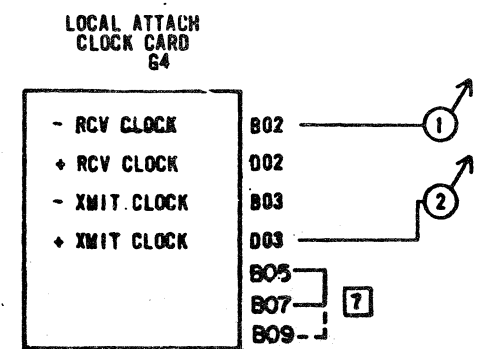 LOCAL ATTACH
CLOCK CARD
G4
- RCV CLOCK B02 1
+ RCV CLOCK D02
- XMIT CLOCK B03 2
+ XMIT CLOCK D03
B05
B07 7
B09